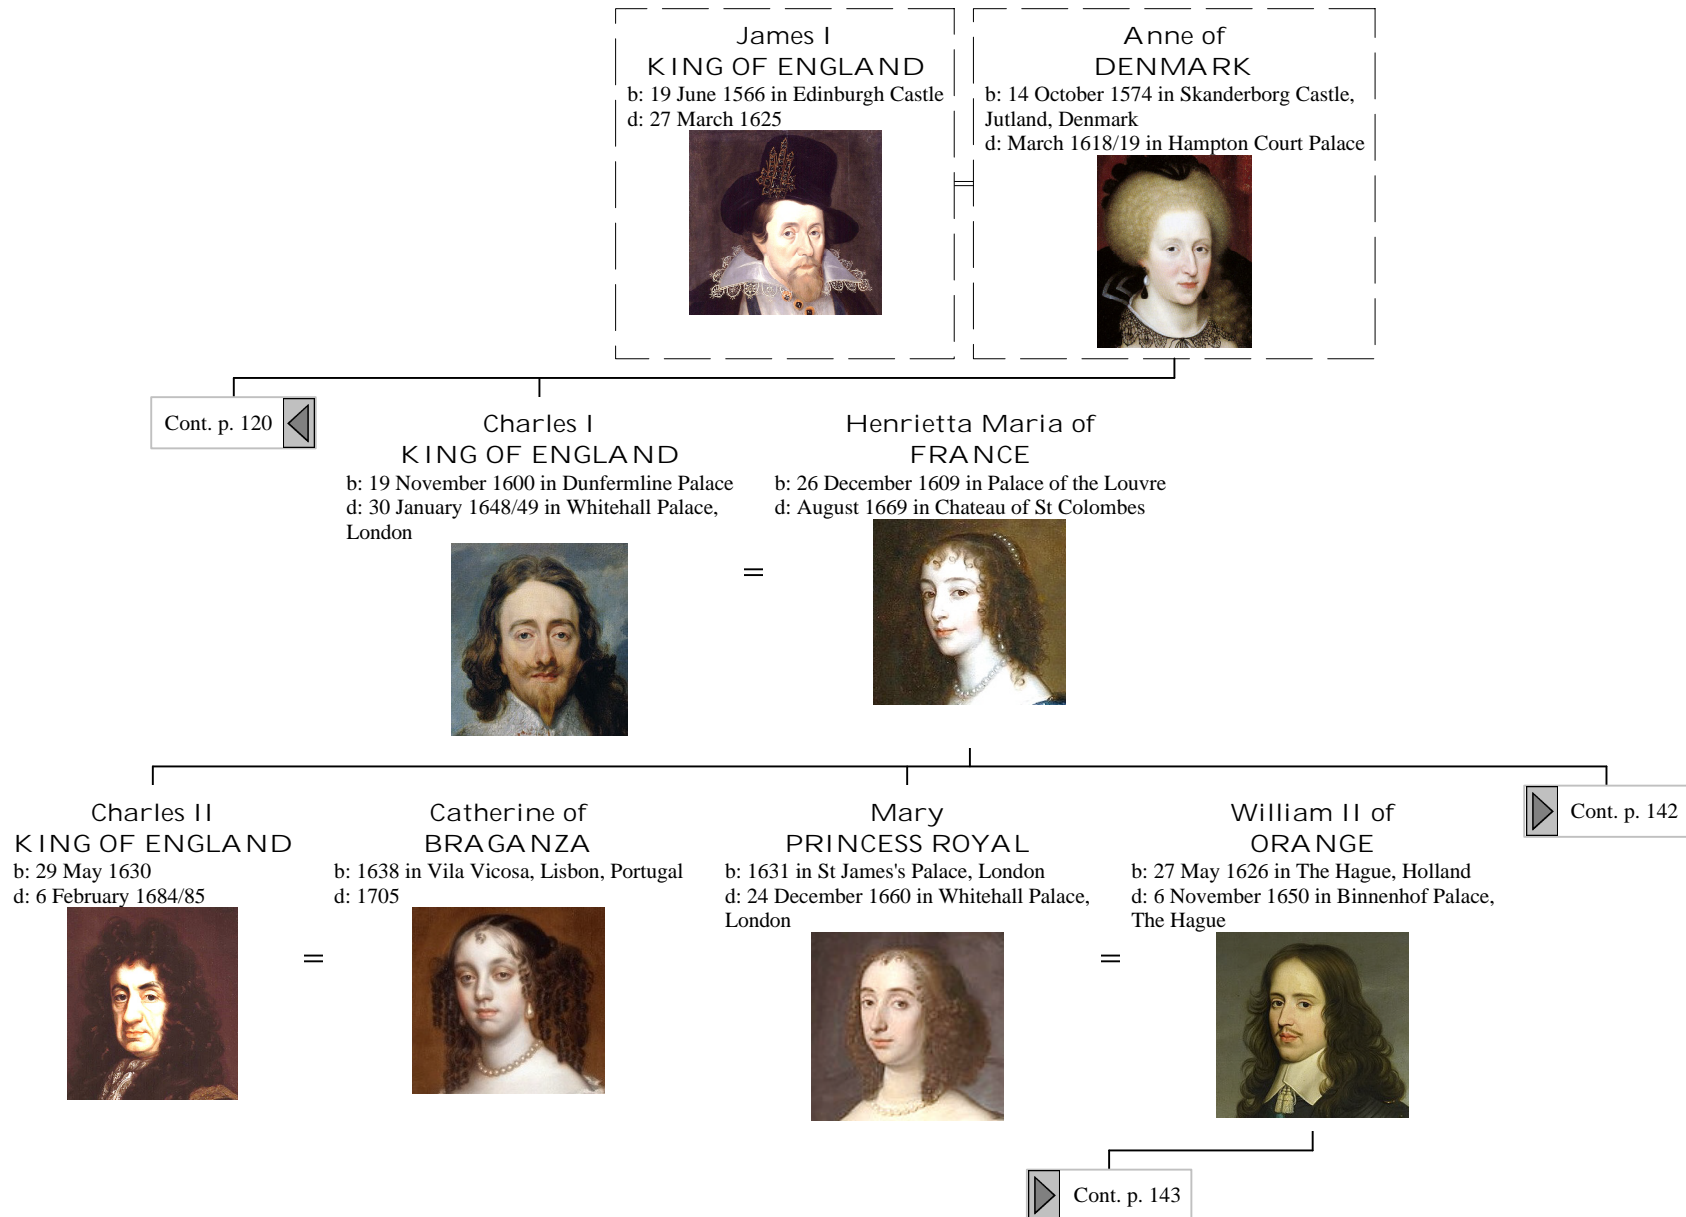 James I
KING OF ENGLAND
b: 19 June 1566 in Edinburgh Castle
d: 27 March 1625
Anne of
DENMARK
b: 14 October 1574 in Skanderborg Castle,
Jutland, Denmark
d: March 1618/19 in Hampton Court Palace
=
Cont. p. 120
Charles I
KING OF ENGLAND
b: 19 November 1600 in Dunfermline Palace
d: 30 January 1648/49 in Whitehall Palace,
London
=
Henrietta Maria of
FRANCE
b: 26 December 1609 in Palace of the Louvre
d: August 1669 in Chateau of St Colombes
Charles II
KING OF ENGLAND
b: 29 May 1630
d: 6 February 1684/85
=
Catherine of
BRAGANZA
b: 1638 in Vila Vicosa, Lisbon, Portugal
d: 1705
Mary
PRINCESS ROYAL
b: 1631 in St James's Palace, London
d: 24 December 1660 in Whitehall Palace,
London
=
William II of
ORANGE
b: 27 May 1626 in The Hague, Holland
d: 6 November 1650 in Binnenhof Palace,
The Hague
Cont. p. 142
Cont. p. 143